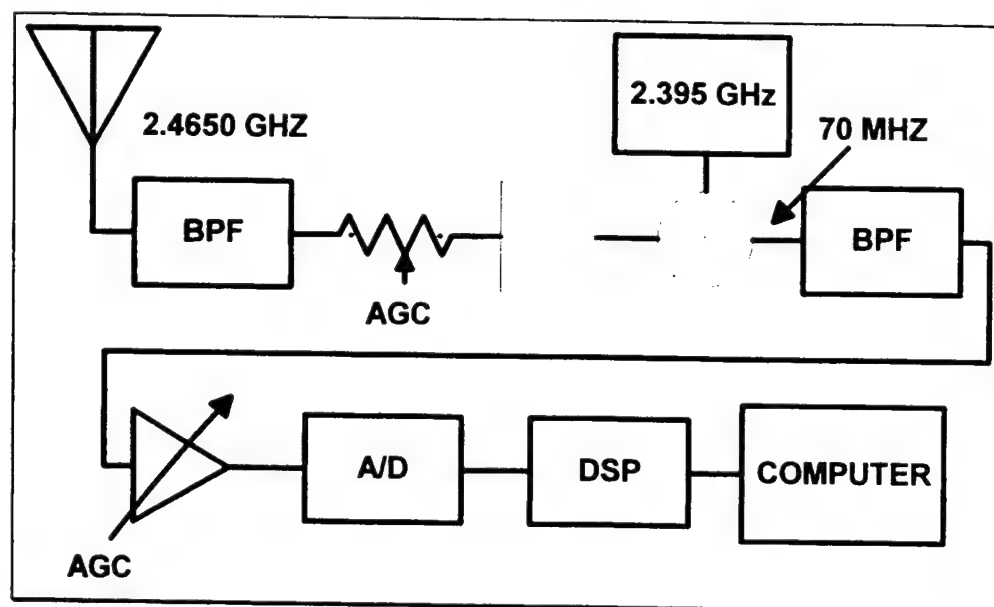 2.395 GHz
2.4650 GHZ
70 MHZ
BPF
BPF
AGC
A/D
DSP
COMPUTER
AGC